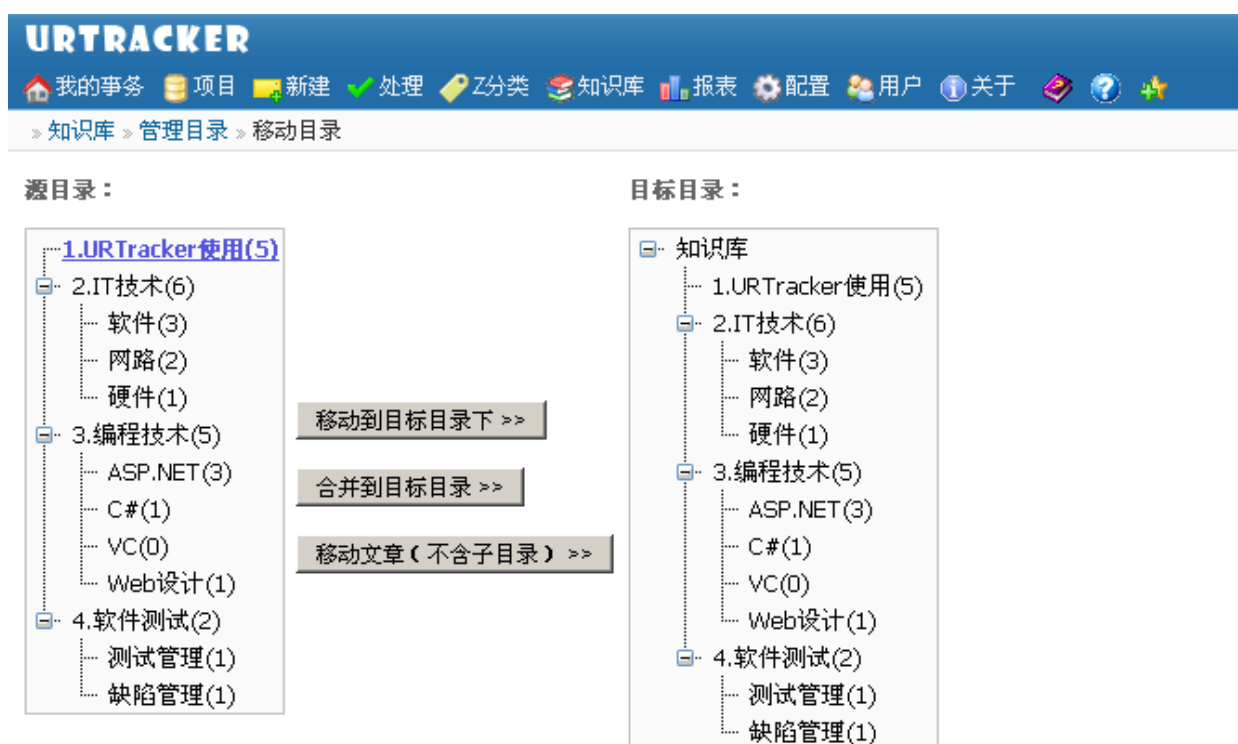 URTRACKER
我的事务 项目 新建 处理 Z分类 知识库 报表 配置 用户 关于
» 知识库 » 管理目录 » 移动目录
源目录：
1.URTracker使用(5)
2.IT技术(6)
软件(3)
网路(2)
硬件(1)
3.编程技术(5)
ASP.NET(3)
C#(1)
VC(0)
Web设计(1)
4.软件测试(2)
测试管理(1)
缺陷管理(1)
移动到目标目录下 >>
合并到目标目录 >>
移动文章（不含子目录）>>
目标目录：
知识库
1.URTracker使用(5)
2.IT技术(6)
软件(3)
网路(2)
硬件(1)
3.编程技术(5)
ASP.NET(3)
C#(1)
VC(0)
Web设计(1)
4.软件测试(2)
测试管理(1)
缺陷管理(1)